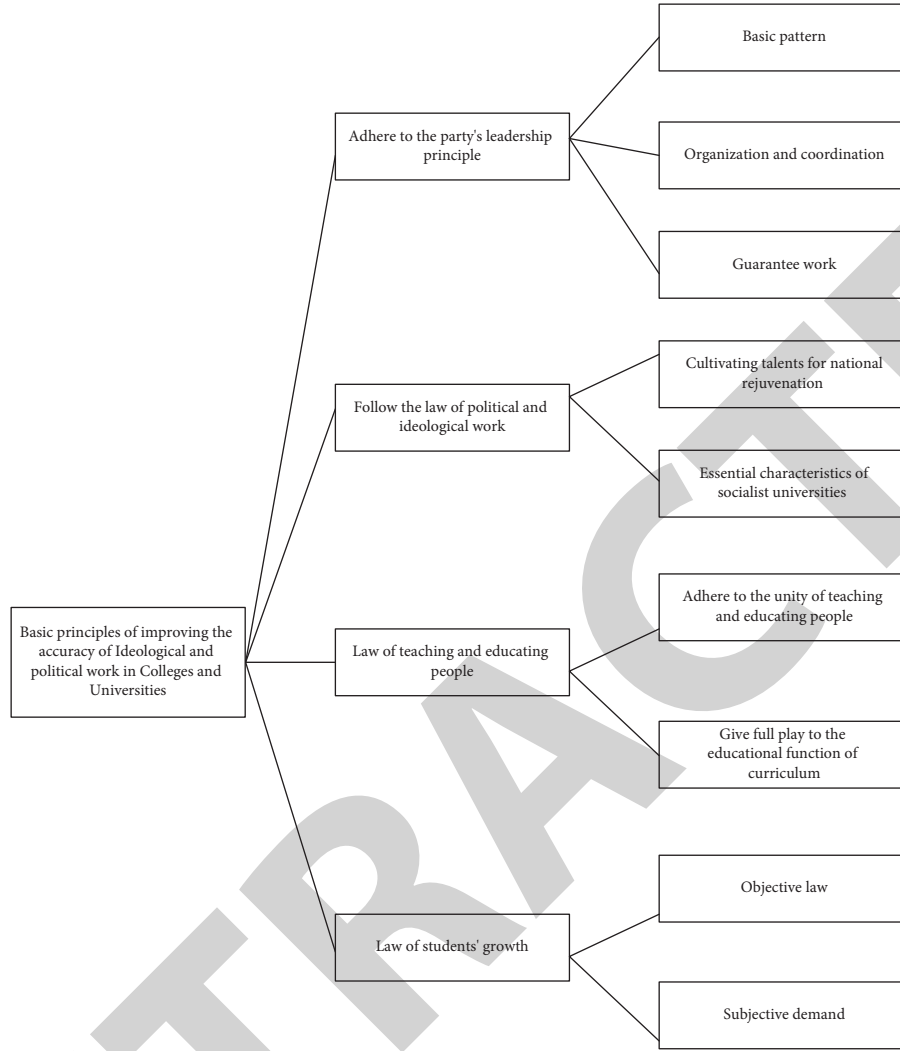 Basic pattern
Adhere to the party's leadership
principle
Organization and coordination
Guarantee work
Cultivating talents for national
rejuvenation
Follow the law of political and
ideological work
Essential characteristics of
socialist universities
Adhere to the unity of teaching
and educating people
Basic principles of improving the
accuracy of Ideological and
political work in Colleges and
Universities
Law of teaching and educating
people
Give full play to the
educational function of
curriculum
Objective law
Law of students' growth
Subjective demand
TRACTE